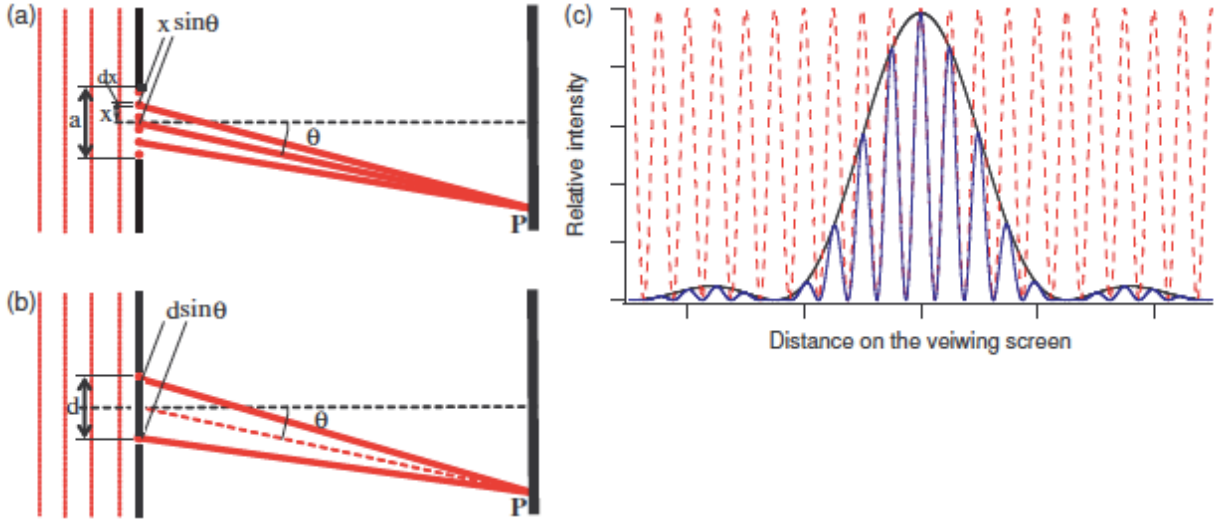 (a)
x sinθ
dx
x
a
θ
P
(b)
dsinθ
d
θ
P
(c)
Relative intensity
Distance on the veiwing screen